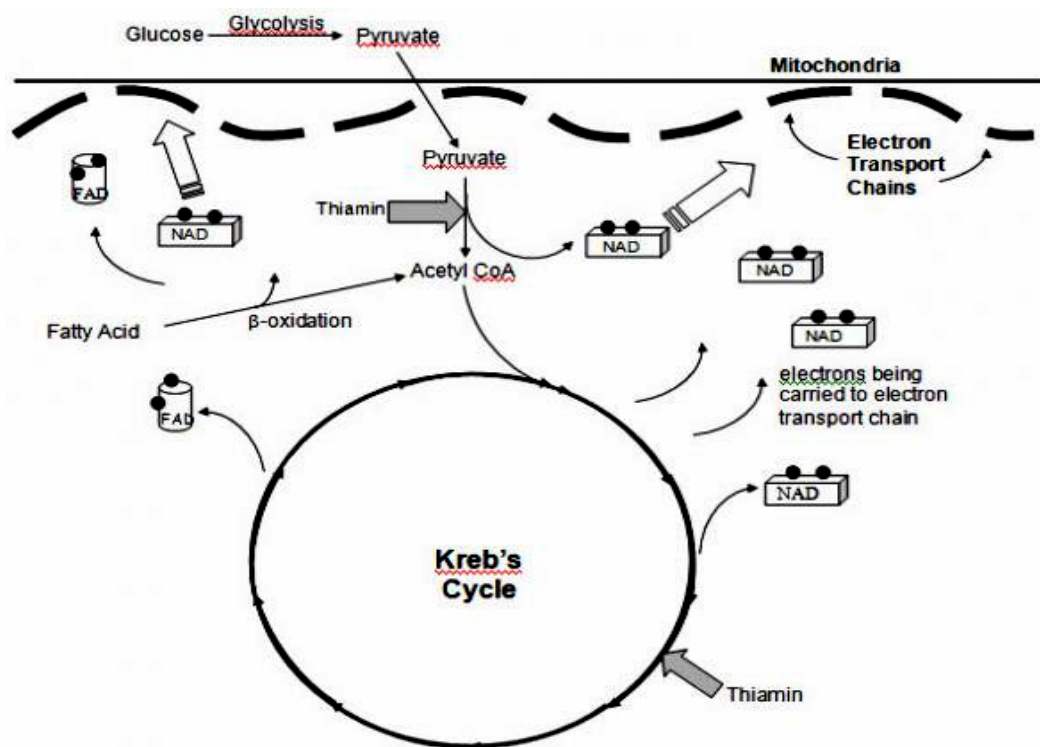 Glycolysis
Glucose
Pyruvate
Mitochondria
Pyruvate
Electron
Transport
Chains
FAD
NAD
Thiamin
NAD
NAD
Acetyl CoA
β-oxidation
Fatty Acid
NAD
electrons being
carried to electron
transport chain
FAD
NAD
Kreb's
Cycle
Thiamin